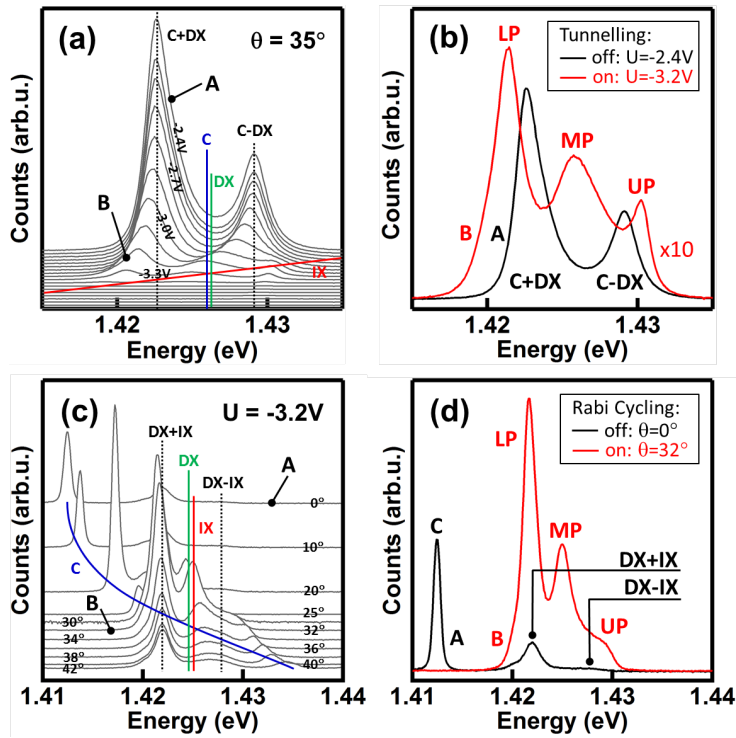 (a)
C+DX
θ = 35°
A
-2.4V
C
C-DX
-2.7V
DX
B
-3.0V
-3.3V
IX
Counts (arb.u.)
1.42
1.43
Energy (eV)
(b)
LP
Tunnelling:
off: U=-2.4V
on: U=-3.2V
MP
UP
B
A
x10
C+DX
C-DX
Counts (arb.u.)
1.42
1.43
Energy (eV)
(c)
U = -3.2V
DX+IX
DX
DX-IX
A
0°
IX
10°
C
20°
B
25°
30°
32°
34°
36°
38°
40°
42°
Counts (arb.u.)
1.41
1.42
1.43
1.44
Energy (eV)
(d)
Rabi Cycling:
off: θ=0°
on: θ=32°
LP
C
MP
DX+IX
DX-IX
A
B
UP
Counts (arb.u.)
1.41
1.42
1.43
1.44
Energy (eV)